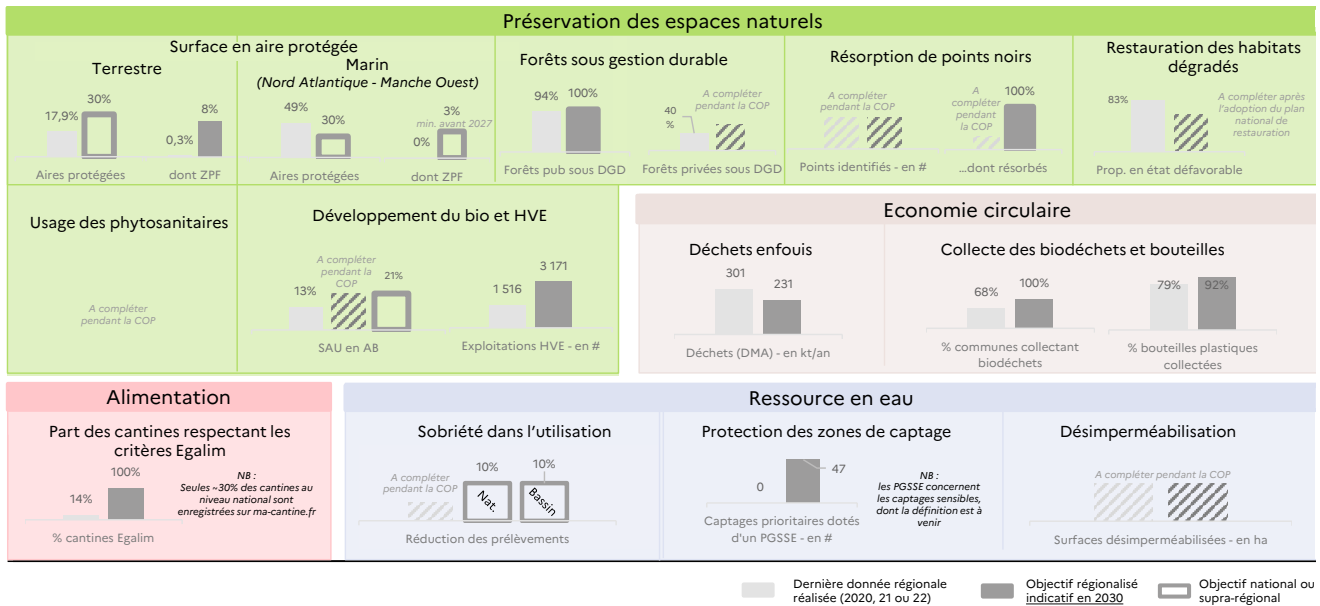 Préservation des espaces naturels
Surface en aire protégée
Terrestre
30%
17,9%
8%
0,3%
Aires protégées
dont ZPF
Marin
(Nord Atlantique - Manche Ouest)
49%
30%
3%
min. avant 2027
0%
Aires protégées
dont ZPF
Forêts sous gestion durable
94%
100%
Forêts pub sous DGD
A compléter
pendant la COP
40
%
Forêts privées sous DGD
Résorption de points noirs
A compléter
pendant la COP
Points identifiés - en #
A
compléter
pendant
la COP
100%
...dont résorbés
Restauration des habitats
dégradés
83%
A compléter après
l'adoption du plan
national de
restauration
Prop. en état défavorable
Usage des phytosanitaires
A compléter
pendant la COP
Développement du bio et HVE
A compléter
pendant la
COP
13%
21%
SAU en AB
1 516
3 171
Exploitations HVE - en #
Economie circulaire
Déchets enfouis
301
231
Déchets (DMA) - en kt/an
Collecte des biodéchets et bouteilles
68%
100%
% communes collectant
biodéchets
79%
92%
% bouteilles plastiques
collectées
Alimentation
Part des cantines respectant les
critères Egalim
100%
14%
% cantines Egalim
NB :
Seules ~30% des cantines au
niveau national sont
enregistrées sur ma-cantine.fr
Ressource en eau
Sobriété dans l'utilisation
A compléter
pendant la COP
10%
10%
Nat.
Bassin
Réduction des prélèvements
Protection des zones de captage
0
47
Captages prioritaires dotés
d'un PGSSE - en #
NB :
les PGSSE concernent
les captages sensibles,
dont la définition est à
venir
Désimperméabilisation
A compléter pendant la COP
Surfaces désimperméabilisées - en ha
Dernière donnée régionale
réalisée (2020, 21 ou 22)
Objectif régionalisé
indicatif en 2030
Objectif national ou
supra-régional